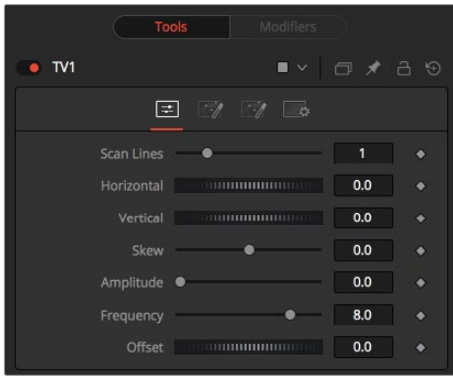 Tools Modifiers
TV1
Scan Lines 1
Horizontal 0.0
Vertical 0.0
Skew 0.0
Amplitude 0.0
Frequency 8.0
Offset 0.0